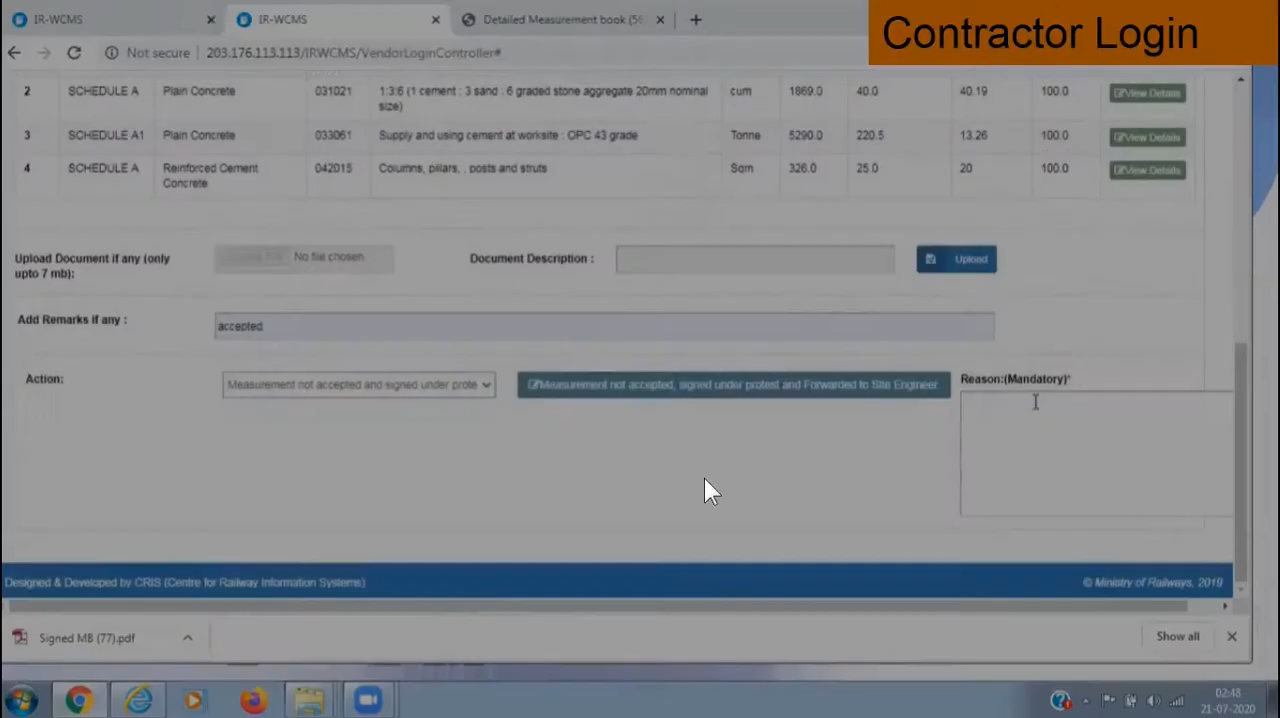 IR-WCMS
IR-WCMS
Detailed Measurement book (5
Contractor Login
Not secure 203.176.113.113/IRWCMS/VendorLoginController#
2 SCHEDULE A Plain Concrete 031021 1:3:6 (1 cement : 3 sand : 6 graded stone aggregate 20mm nominal size) cum 1869.0 40.0 40.19 100.0 View Details
3 SCHEDULE A1 Plain Concrete 033061 Supply and using cement at worksite : OPC 43 grade Tonne 5290.0 220.5 13.26 100.0 View Details
4 SCHEDULE A Reinforced Cement Concrete 042015 Columns, pillars, . posts and struts Sqm 326.0 25.0 20 100.0 View Details
Upload Document if any (only
upto 7 mb):
No file chosen
Document Description :
Upload
Add Remarks if any :
accepted
Action:
Measurement not accepted and signed under prote
Measurement not accepted, signed under protest and Forwarded to Site Engineer
Reason:(Mandatory)*
Designed & Developed by CRIS (Centre for Railway Information Systems)
© Ministry of Railways, 2019
Signed MB (77).pdf
Show all
02:48
21-07-2020